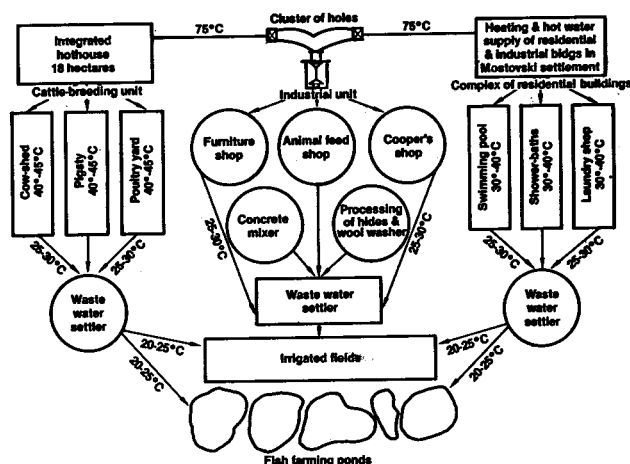 75°C
Cluster of holes
75°C
Integrated
hothouse
18 hectares
Heating & hot water
supply of residential
& industrial bldgs in
Mostovski settlement
Cattle-breeding unit
Industrial unit
Complex of residential buildings
Cow-shed
40°-45°C
Pigsty
40°-45°C
Poultry yard
40°-45°C
Furniture
shop
Animal feed
shop
Cooper's
shop
Swimming pool
30°-40°C
Shower-baths
30°-40°C
Laundry shop
30°-40°C
Concrete
mixer
Processing
of hides &
wool washer
25-30°C
25-30°C
25-30°C
25-30°C
25-30°C
25-30°C
Waste
water
settler
Waste water
settler
Waste
water
settler
20-25°C
20-25°C
Irrigated fields
20-25°C
20-25°C
Fish farming ponds